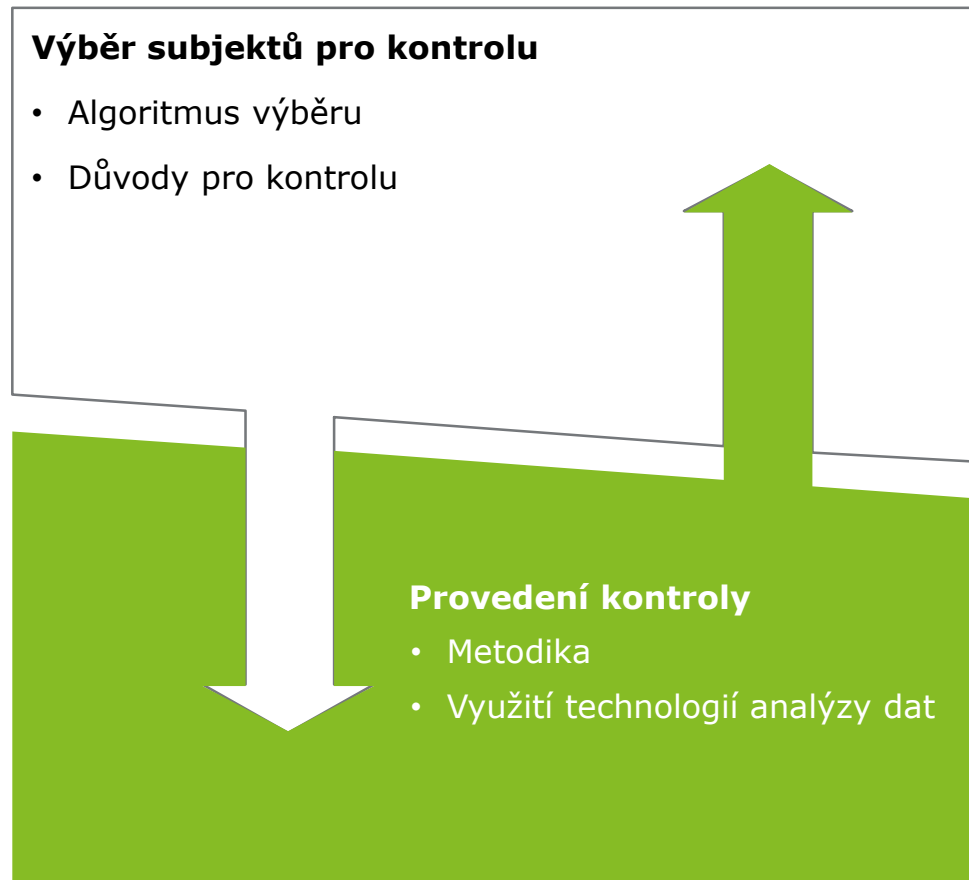 Výběr subjektů pro kontrolu
• Algoritmus výběru
• Důvody pro kontrolu
Provedení kontroly
• Metodika
• Využití technologií analýzy dat